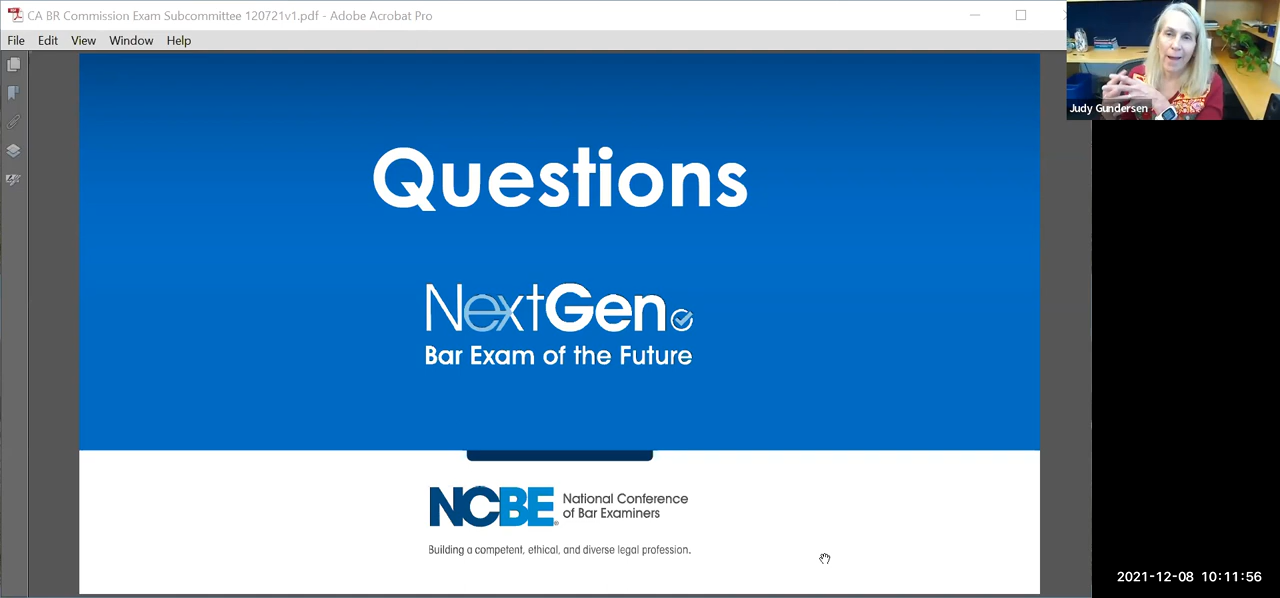 CA BR Commission Exam Subcommittee 120721v1.pdf - Adobe Acrobat Pro
File Edit View Window Help
Judy Gundersen
Questions
NextGen
Bar Exam of the Future
NCBE® National Conference
of Bar Examiners
Building a competent, ethical, and diverse legal profession.
2021-12-08 10:11:56